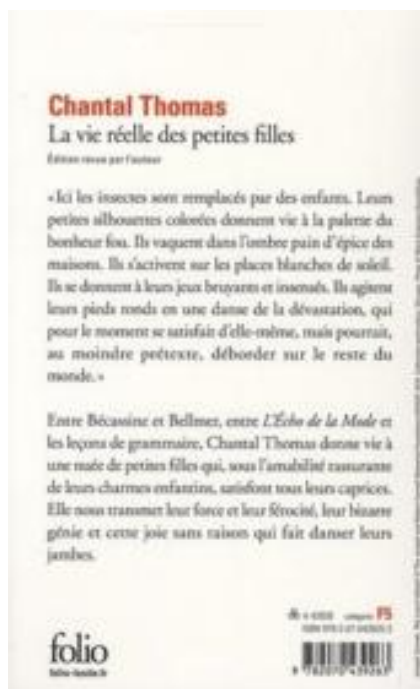 Chantal Thomas
La vie réelle des petites filles
Édition revue par l'auteur
« Ici les insectes sont remplacés par des enfants. Leurs
petites silhouettes colorées donnent vie à la palette du
bonheur fou. Ils vaquent dans l'ombre pain d'épice des
maisons. Ils s'activent sur les places blanches de soleil.
Ils se donnent à leurs jeux bruyants et insensés. Ils agitent
leurs pieds ronds en une danse de la dévastation, qui
pour le moment se satisfait d'elle-même, mais pourrait,
au moindre prétexte, déborder sur le reste du
monde. »
Entre Bécassine et Bellmer, entre L'Écho de la Mode et
les leçons de grammaire, Chantal Thomas donne vie à
une nuée de petites filles qui, sous l'amabilité rassurante
de leurs charmes enfantins, satisfont tous leurs caprices.
Elle nous transmet leur force et leur férocité, leur bizarre
génie et cette joie sans raison qui fait danser leurs
jambes.
folio
catégorie F5
ISBN
9 782070 439263